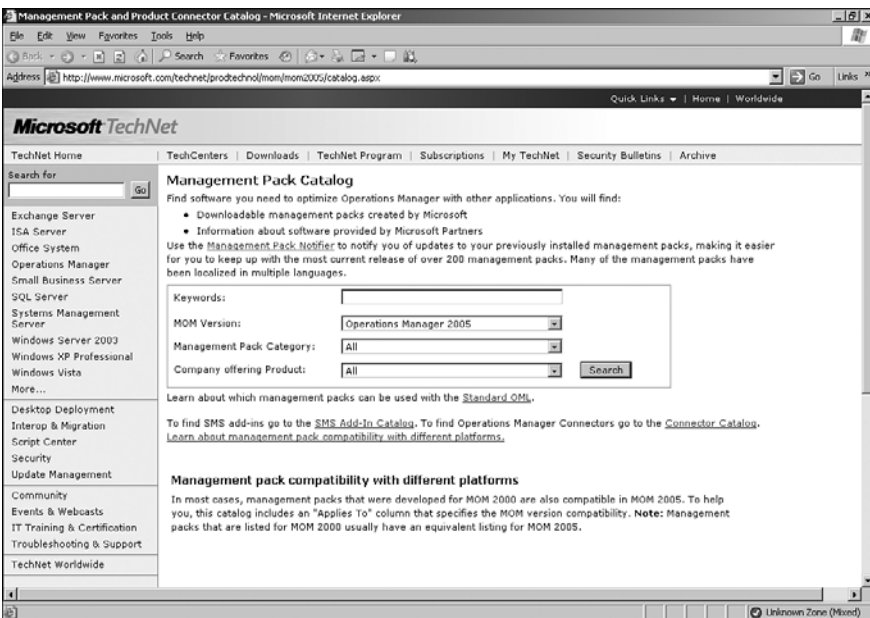 Management Pack and Product Connector Catalog - Microsoft Internet Explorer
File Edit View Favorites Tools Help
Back Search Favorites
Address http://www.microsoft.com/technet/prodtechnol/mom/mom2005/catalog.aspx Go Links
Quick Links | Home | Worldwide
Microsoft TechNet
TechNet Home | TechCenters | Downloads | TechNet Program | Subscriptions | My TechNet | Security Bulletins | Archive
Search for
Go
Exchange Server
ISA Server
Office System
Operations Manager
Small Business Server
SQL Server
Systems Management
Server
Windows Server 2003
Windows XP Professional
Windows Vista
More...
Desktop Deployment
Interop & Migration
Script Center
Security
Update Management
Community
Events & Webcasts
IT Training & Certification
Troubleshooting & Support
TechNet Worldwide
Management Pack Catalog
Find software you need to optimize Operations Manager with other applications. You will find:
• Downloadable management packs created by Microsoft
• Information about software provided by Microsoft Partners
Use the Management Pack Notifier to notify you of updates to your previously installed management packs, making it easier
for you to keep up with the most current release of over 200 management packs. Many of the management packs have
been localized in multiple languages.
Keywords:
MOM Version: Operations Manager 2005
Management Pack Category: All
Company offering Product: All Search
Learn about which management packs can be used with the Standard OML.
To find SMS add-ins go to the SMS Add-In Catalog. To find Operations Manager Connectors go to the Connector Catalog.
Learn about management pack compatibility with different platforms.
Management pack compatibility with different platforms
In most cases, management packs that were developed for MOM 2000 are also compatible in MOM 2005. To help
you, this catalog includes an "Applies To" column that specifies the MOM version compatibility. Note: Management
packs that are listed for MOM 2000 usually have an equivalent listing for MOM 2005.
Unknown Zone (Mixed)